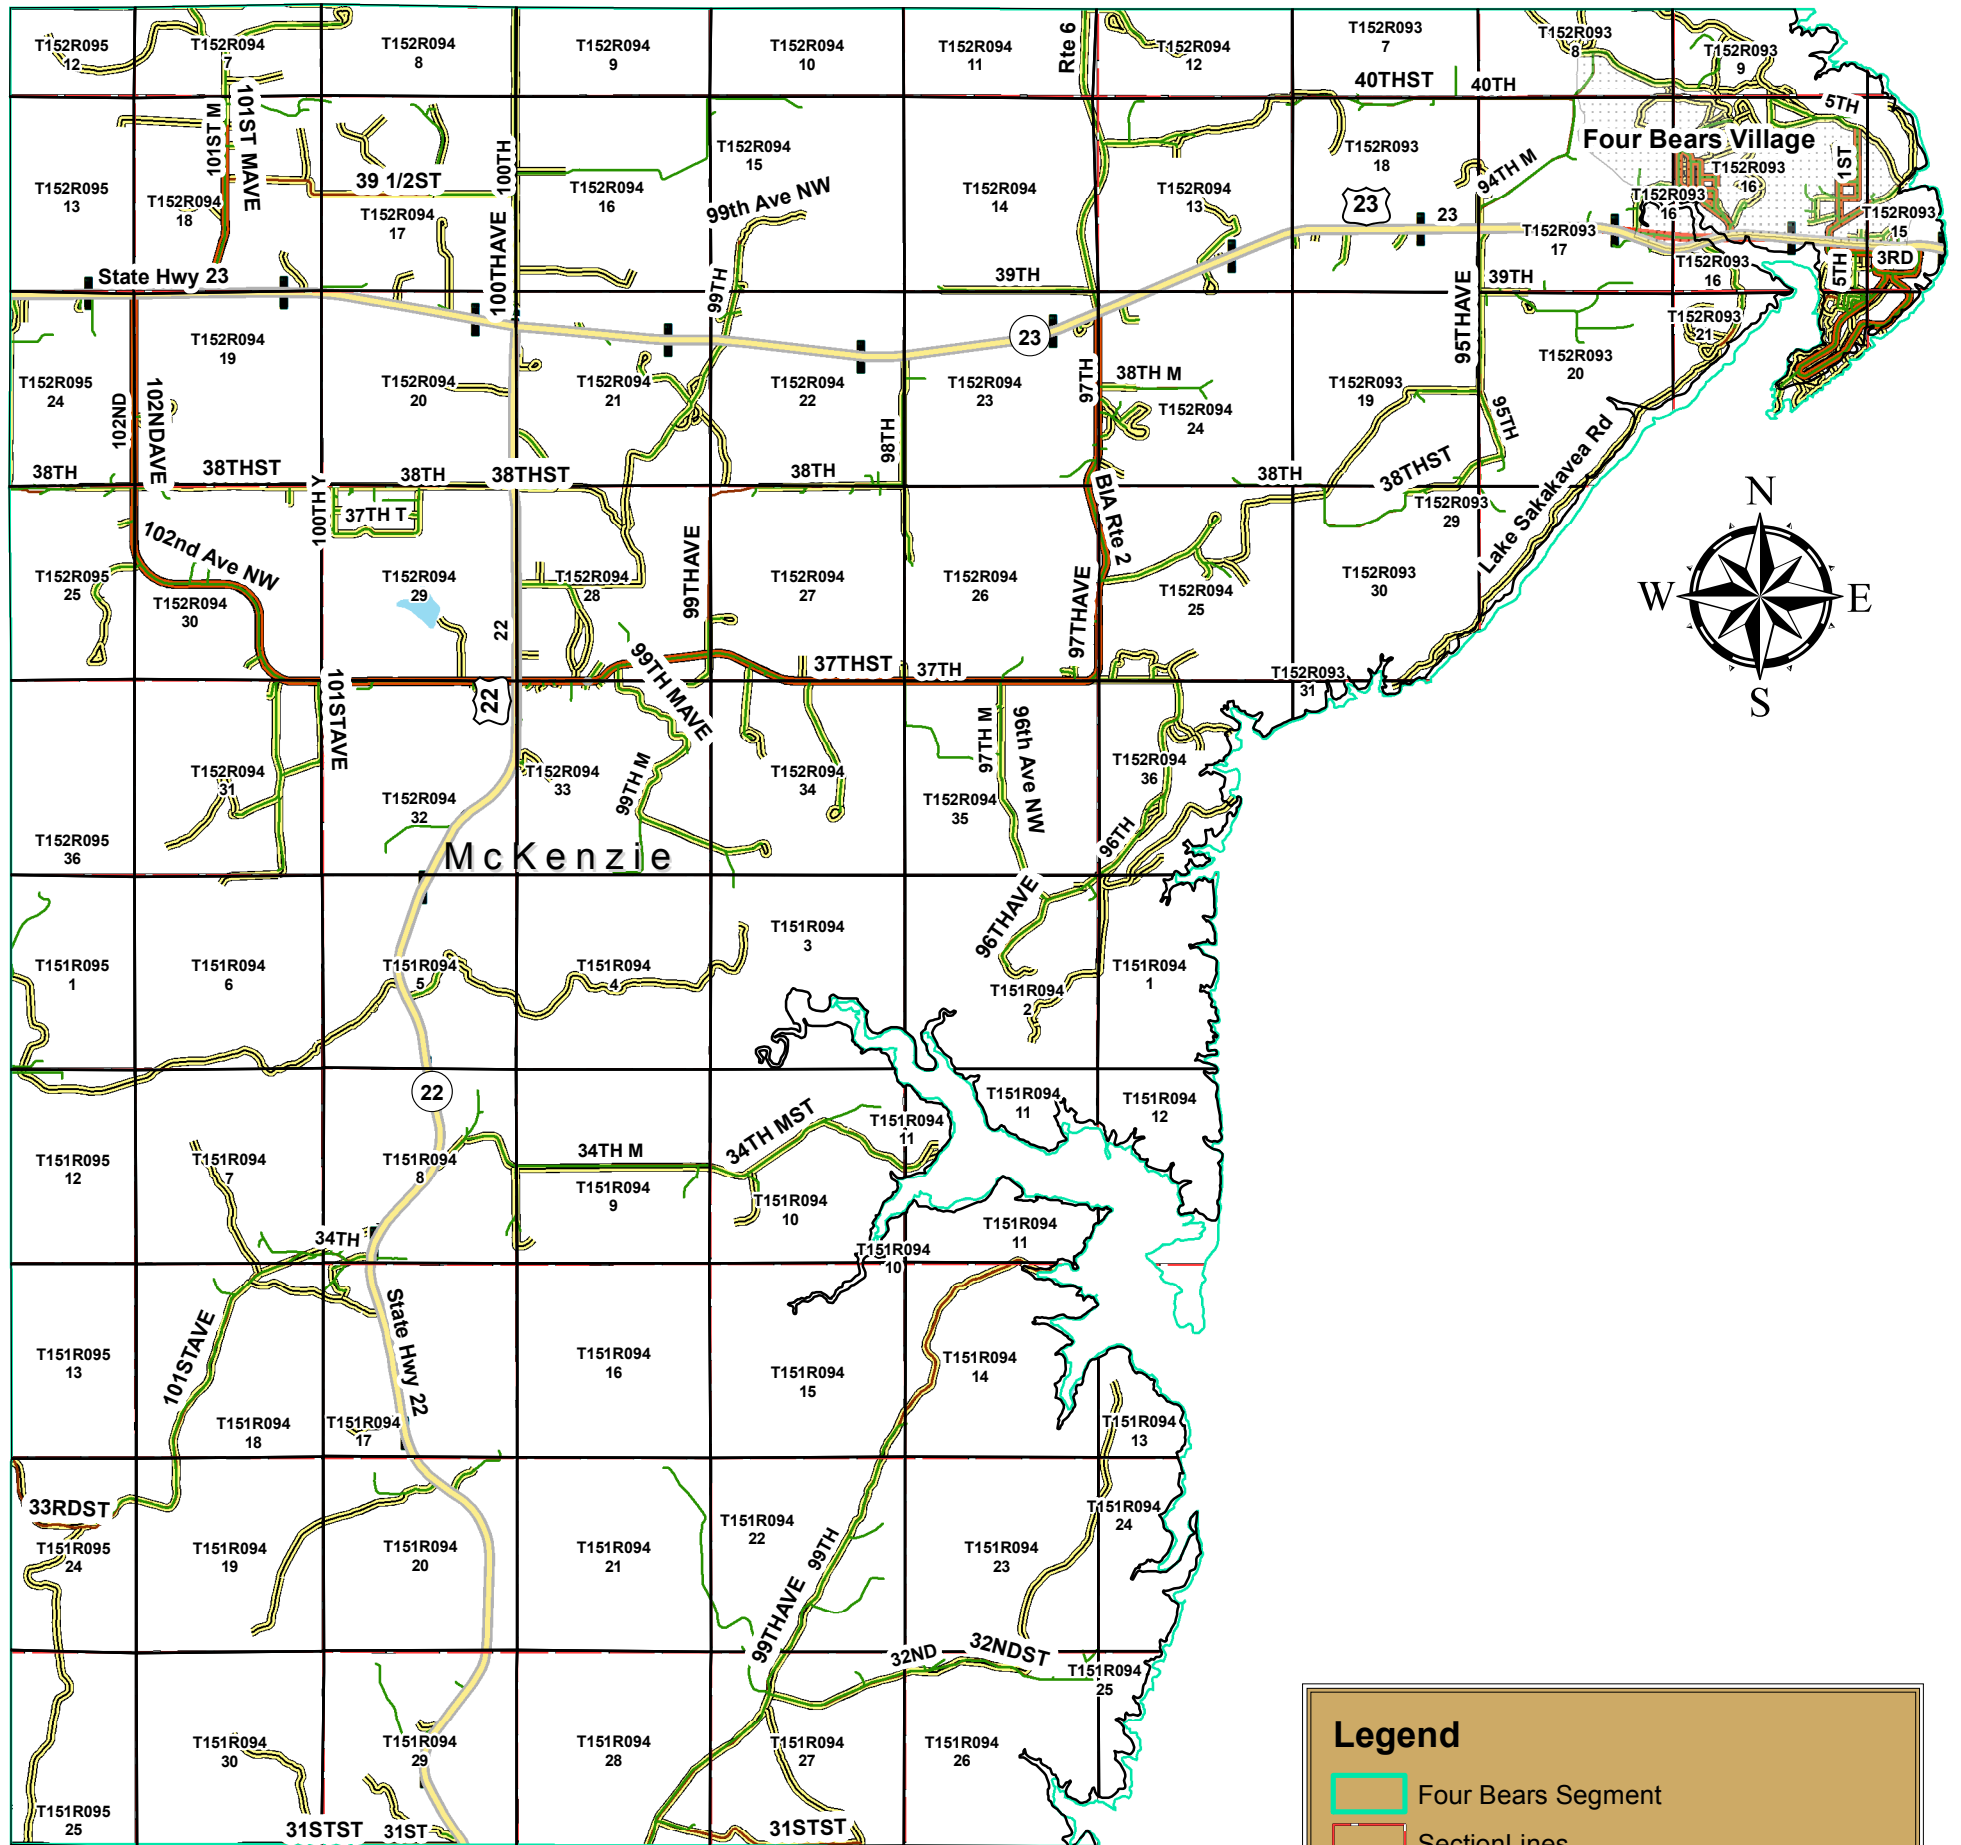 T152R095
12
T152R094
7
T152R094
8
T152R094
9
T152R094
10
T152R094
11
Rte 6
T152R094
12
T152R093
7
T152R093
8
T152R093
9
40THST
40TH
5TH
101ST M
101ST MAVE
100TH
T152R094
15
T152R093
18
Four Bears Village
94TH M
1ST
T152R093
16
T152R093
16
39 1/2ST
T152R095
13
T152R094
18
T152R094
17
T152R094
16
99th Ave NW
T152R094
14
T152R094
13
23
23
T152R093
17
T152R093
15
100THAVE
State Hwy 23
99TH
39TH
95THAVE
39TH
T152R093
16
5TH
3RD
T152R093
21
T152R094
19
23
T152R093
20
T152R095
24
102ND
102NDAVE
T152R094
20
T152R094
21
T152R094
22
T152R094
23
97TH
38TH M
T152R094
24
T152R093
19
95TH
98TH
Lake Sakakavea Rd
38TH
38THST
38TH
38THST
38TH
38TH
38THST
100TH Y
37TH T
BIA Rte 2
T152R093
29
N
W
E
S
102nd Ave NW
99THAVE
T152R095
25
T152R094
30
T152R094
29
T152R094
28
T152R094
27
T152R094
26
97THAVE
T152R094
25
T152R093
30
22
99TH MAVE
37THST
37TH
T152R093
31
101STAVE
22
97TH M
96th Ave NW
T152R094
31
T152R094
32
T152R094
33
99TH M
T152R094
34
T152R094
35
T152R094
36
96TH
T152R095
36
McKenzie
96THAVE
T151R095
1
T151R094
6
T151R094
5
T151R094
4
T151R094
3
T151R094
2
T151R094
1
22
T151R094
11
T151R094
11
T151R094
12
34TH M
34TH MST
T151R095
12
T151R094
7
T151R094
8
T151R094
9
T151R094
10
T151R094
11
34TH
T151R094
10
101STAVE
State Hwy 22
T151R095
13
T151R094
18
T151R094
17
T151R094
16
T151R094
15
T151R094
14
T151R094
13
33RDST
T151R095
24
T151R094
19
T151R094
20
T151R094
21
T151R094
22
99TH
99THAVE
T151R094
23
T151R094
24
32ND
32NDST
T151R094
25
T151R094
30
T151R094
29
T151R094
28
T151R094
27
T151R094
26
T151R095
25
31STST
31ST
31STST
Legend
Four Bears Segment
SectionLines